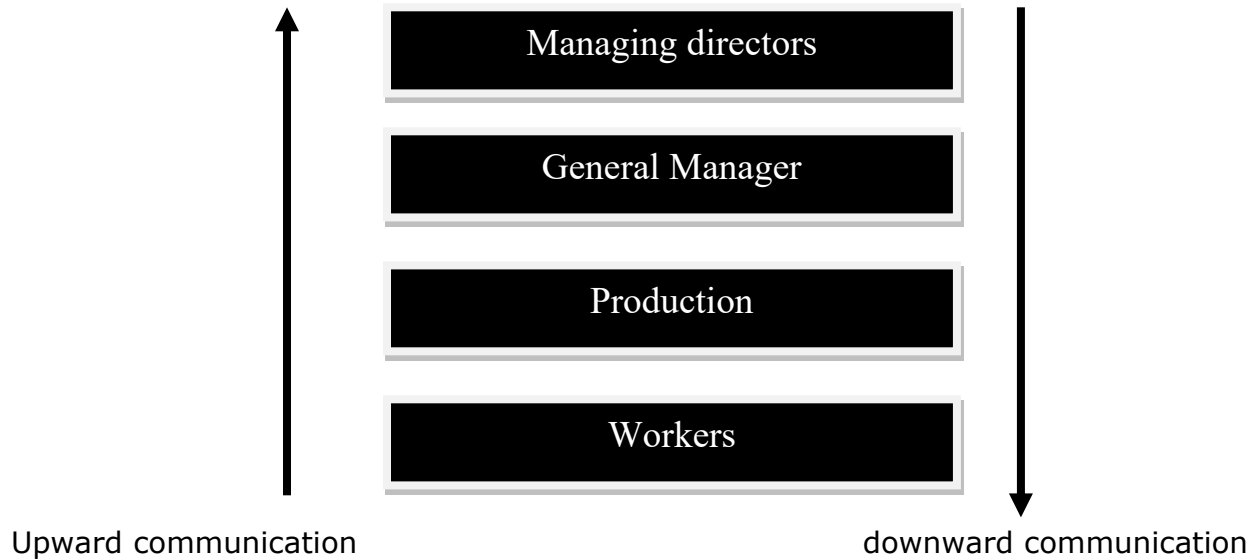 Managing directors
General Manager
Production
Workers
Upward communication
downward communication